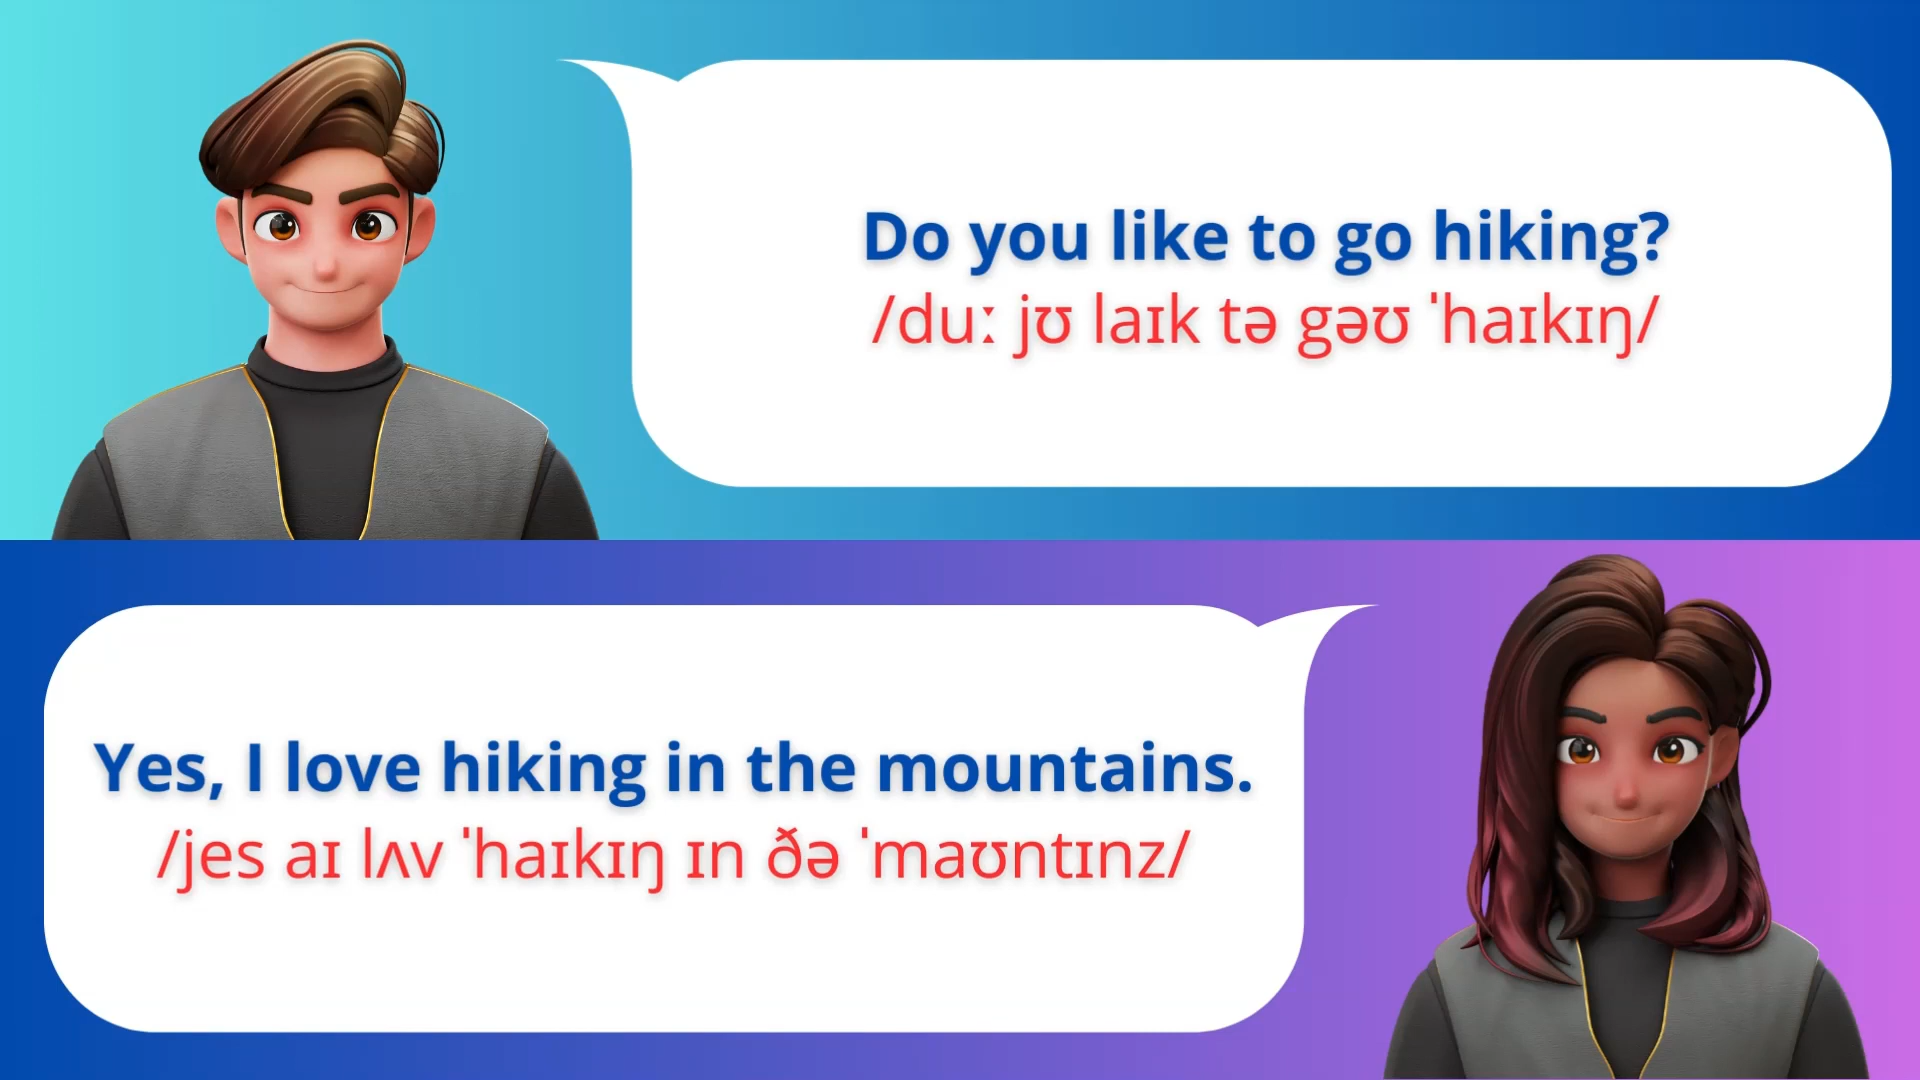 Do you like to go hiking?
/duː jʊ laɪk tə gəʊ ˈhaɪkɪŋ/
Yes, I love hiking in the mountains.
/jes aɪ lʌv ˈhaɪkɪŋ ɪn ðə ˈmaʊntɪnz/